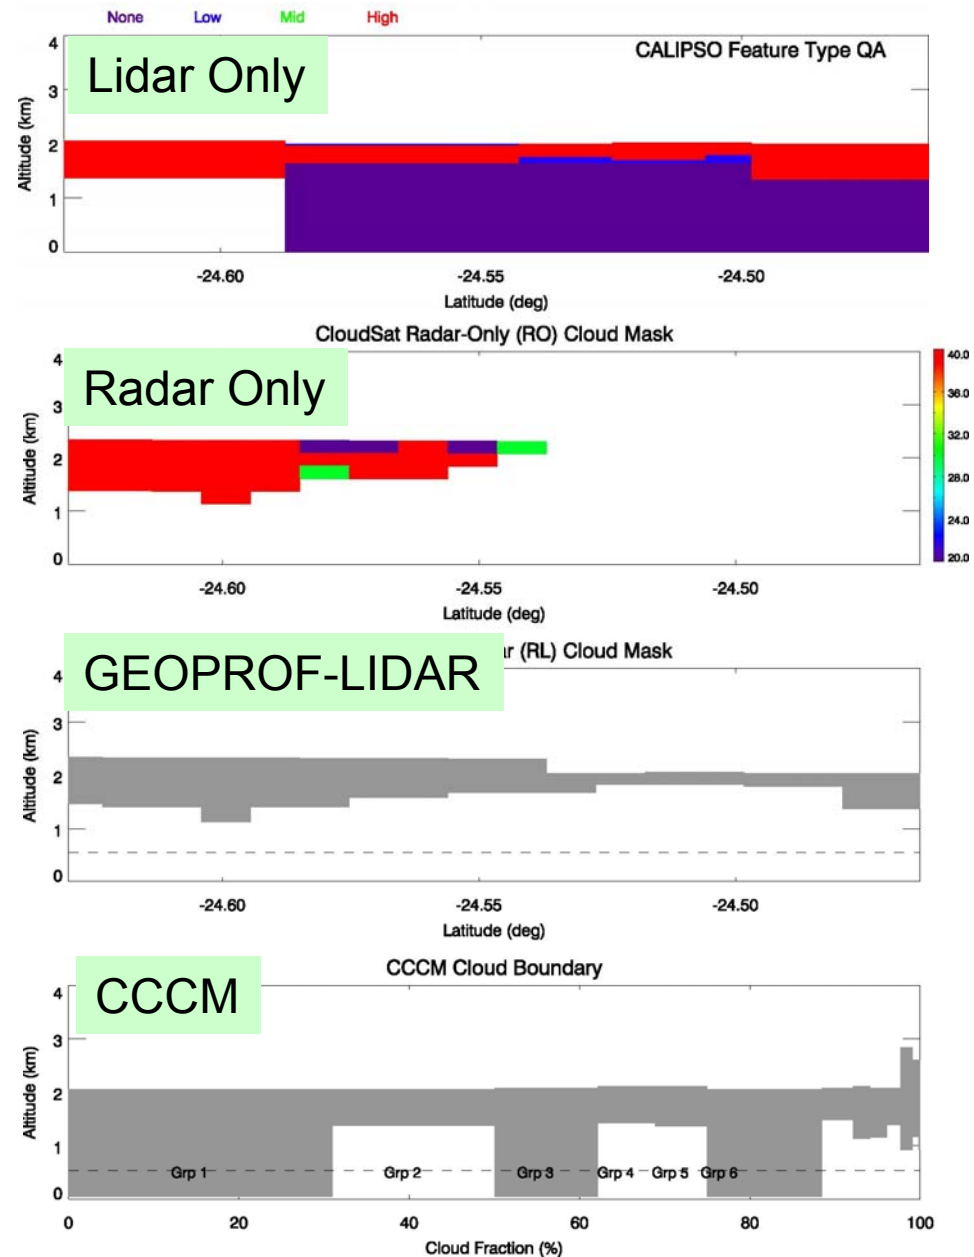 None Low Mid High
CALIPSO Feature Type QA
Lidar Only
Altitude (km)
4
3
2
1
0
-24.60 -24.55 -24.50
Latitude (deg)
CloudSat Radar-Only (RO) Cloud Mask
Radar Only
Altitude (km)
4
3
2
1
0
40.0
36.0
32.0
28.0
24.0
20.0
-24.60 -24.55 -24.50
Latitude (deg)
(RL) Cloud Mask
GEOPROF-LIDAR
Altitude (km)
4
3
2
1
0
-24.60 -24.55 -24.50
Latitude (deg)
CCCM Cloud Boundary
CCCM
Altitude (km)
4
3
2
1
0
Grp 1 Grp 2 Grp 3 Grp 4 Grp 5 Grp 6
0 20 40 60 80 100
Cloud Fraction (%)